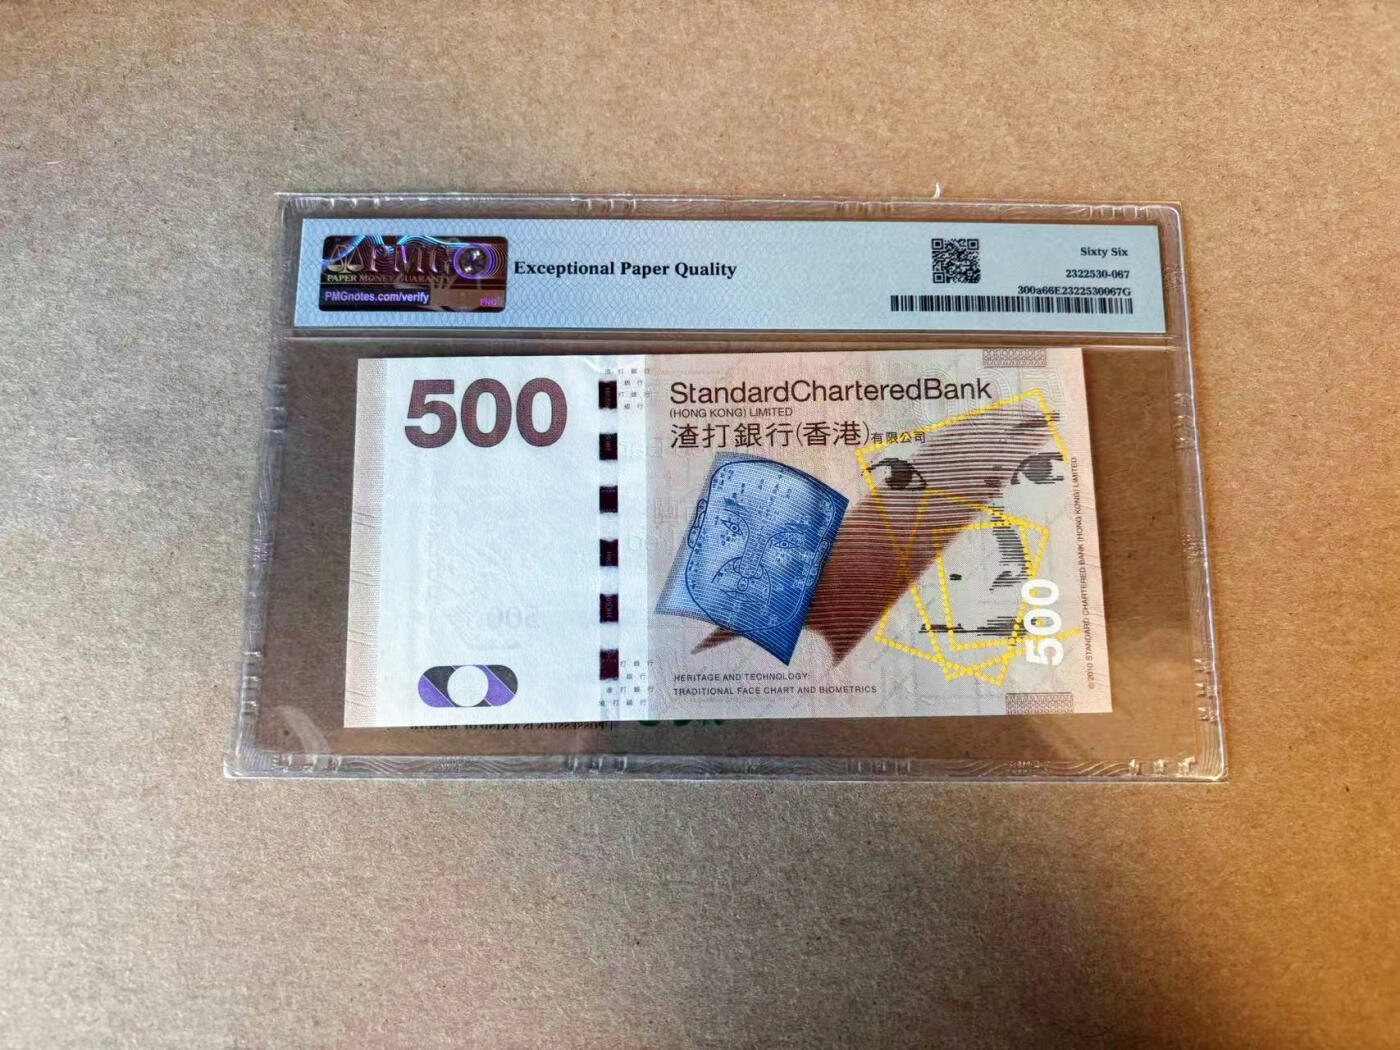 PMG
PAPER MONEY GUARANTY
PMGnotes.com/verify
PMG
Exceptional Paper Quality
Sixty Six
2322530-067
300a66E2322530067G
500
StandardCharteredBank
(HONG KONG) LIMITED
渣打銀行(香港)有限公司
HERITAGE AND TECHNOLOGY:
TRADITIONAL FACE CHART AND BIOMETRICS
500
© 2010 STANDARD CHARTERED BANK (HONG KONG) LIMITED